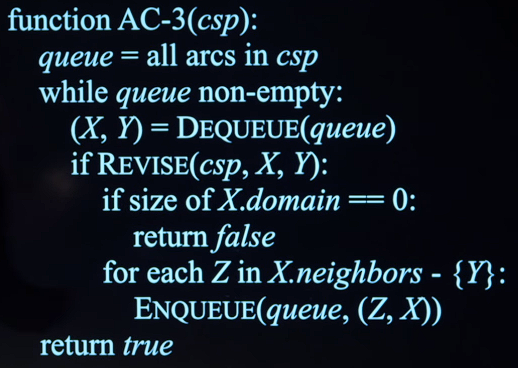 function AC-3(csp):
queue = all arcs in csp
while queue non-empty:
(X, Y) = DEQUEUE(queue)
if REVISE(csp, X, Y):
if size of X.domain == 0:
return false
for each Z in X.neighbors - {Y}:
ENQUEUE(queue, (Z, X))
return true